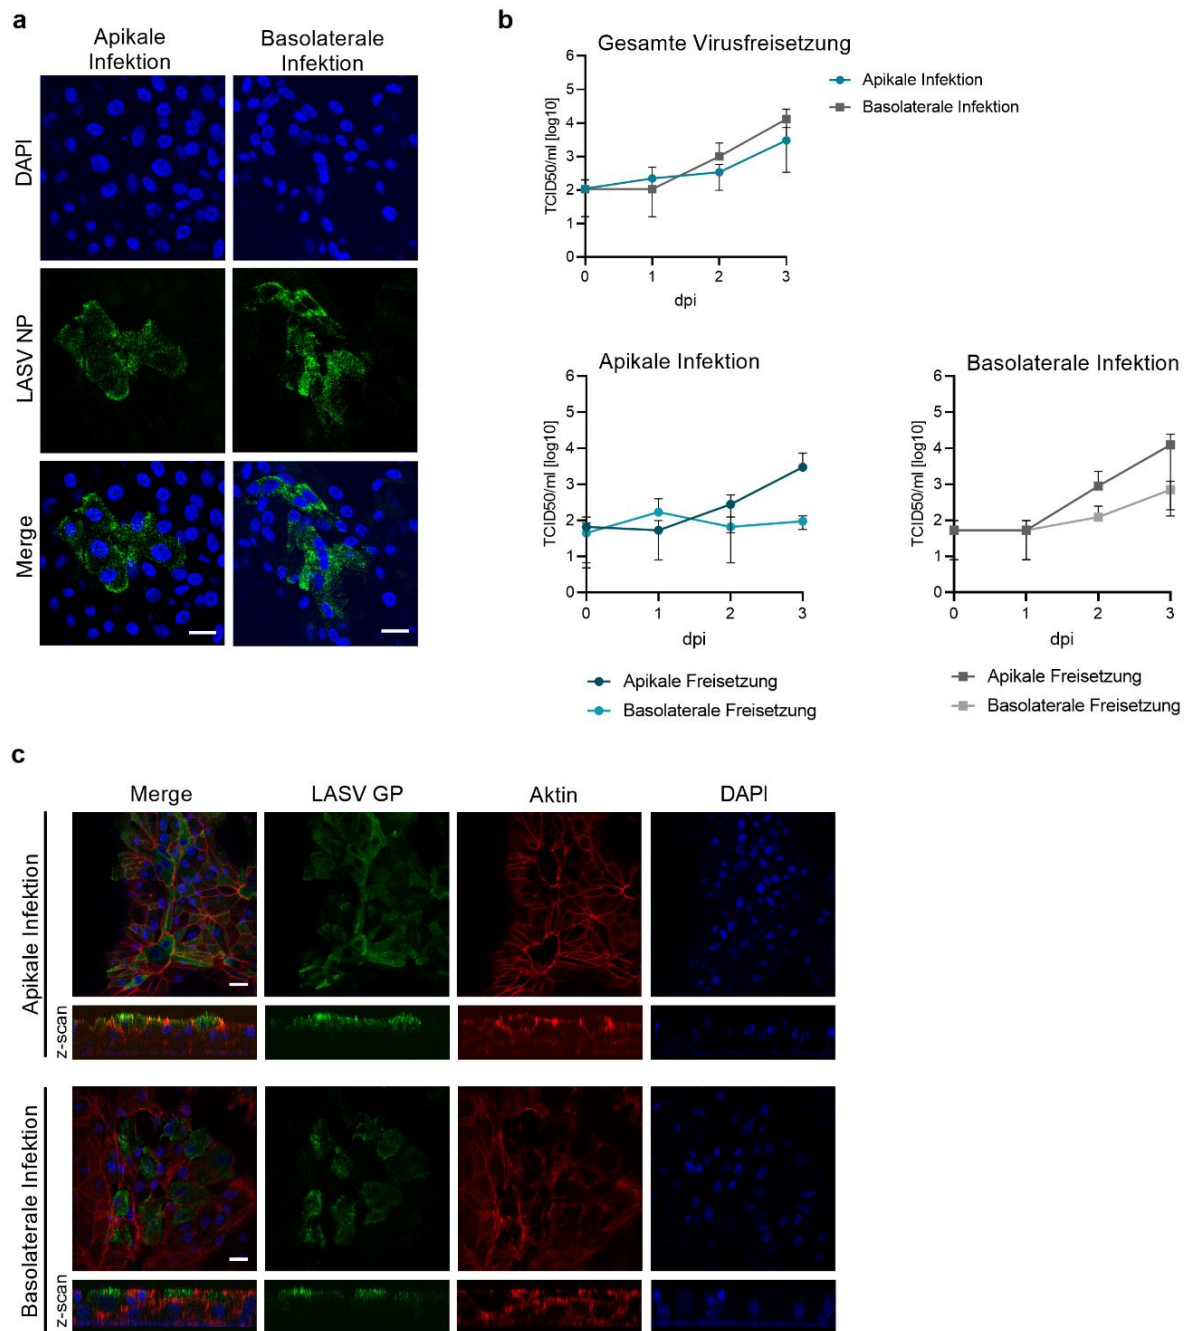 a
Apikale
Infektion
Basolaterale
Infektion
DAPI
LASV NP
Merge
b
Gesamte Virusfreisetzung
TCID50/ml [log10]
6
5
4
3
2
1
0
0 1 2 3
dpi
Apikale Infektion
Basolaterale Infektion
Apikale Infektion
TCID50/ml [log10]
6
5
4
3
2
1
0
0 1 2 3
dpi
Apikale Freisetzung
Basolaterale Freisetzung
Basolaterale Infektion
TCID50/ml [log10]
6
5
4
3
2
1
0
0 1 2 3
dpi
Apikale Freisetzung
Basolaterale Freisetzung
c
Merge LASV GP Aktin DAPI
Apikale Infektion
z-scan
Basolaterale Infektion
z-scan